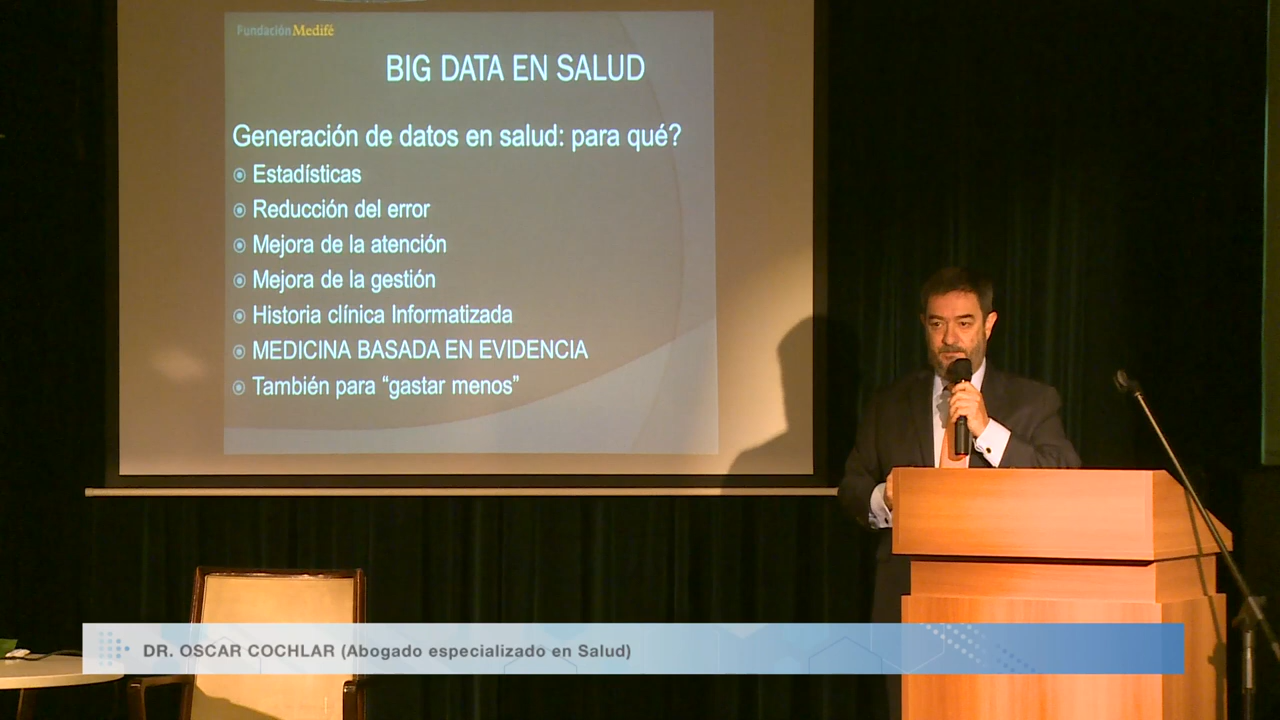 Fundación Medifé
BIG DATA EN SALUD
Generación de datos en salud: para qué?
Estadísticas
Reducción del error
Mejora de la atención
Mejora de la gestión
Historia clínica Informatizada
MEDICINA BASADA EN EVIDENCIA
También para “gastar menos”
DR. OSCAR COCHLAR (Abogado especializado en Salud)